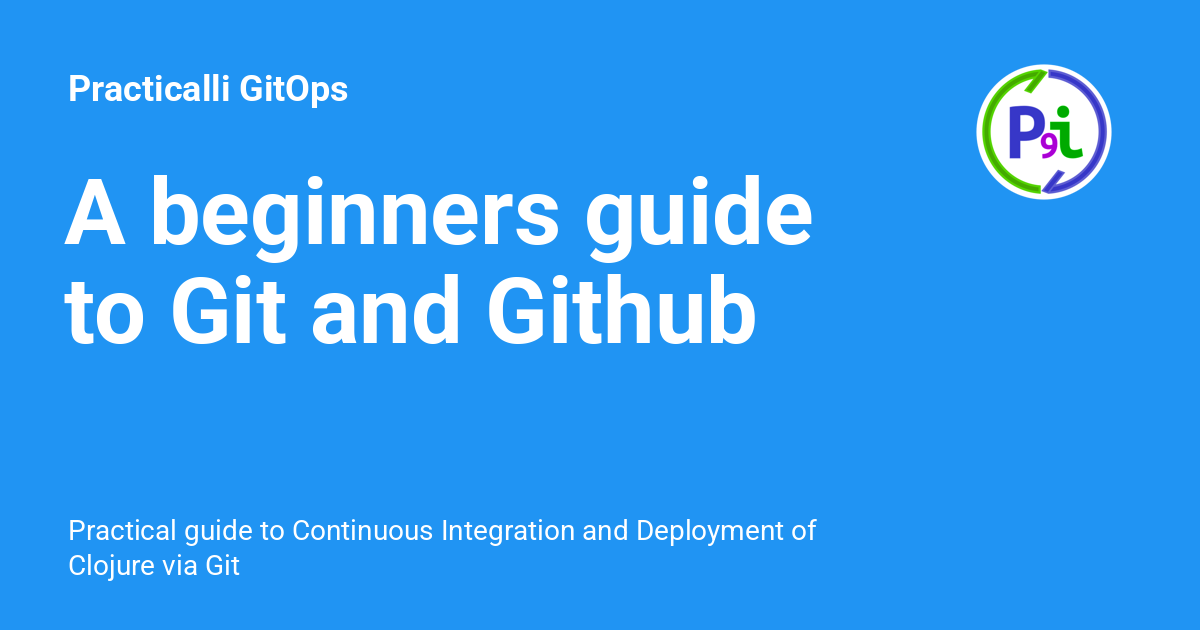 Practicalli GitOps
P9i
A beginners guide
to Git and Github
Practical guide to Continuous Integration and Deployment of
Clojure via Git